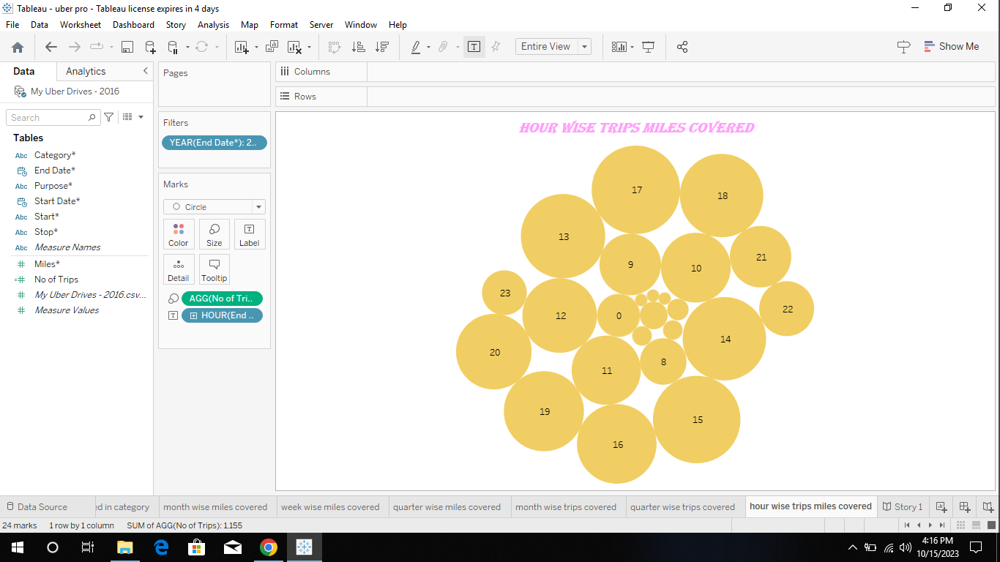 Tableau - uber pro - Tableau license expires in 4 days
File Data Worksheet Dashboard Story Analysis Map Format Server Window Help
Entire View
Show Me
Data Analytics
My Uber Drives - 2016
Search
Tables
Abc Category*
End Date*
Abc Purpose*
Start Date*
Abc Start*
Abc Stop*
Abc Measure Names
Miles*
No of Trips
My Uber Drives - 2016.csv...
Measure Values
Pages
Filters
YEAR(End Date*): 2..
Marks
Circle
Color Size Label
Detail Tooltip
AGG(No of Tri..
HOUR(End ..
Columns
Rows
HOUR WISE TRIPS MILES COVERED
17
18
13
21
9
10
23
22
12
0
14
20
8
11
19
15
16
Data Source
d in category
month wise miles covered
week wise miles covered
quarter wise miles covered
month wise trips covered
quarter wise trips covered
hour wise trips miles covered
Story 1
24 marks 1 row by 1 column SUM of AGG(No of Trips): 1,155
4:16 PM
10/15/2023